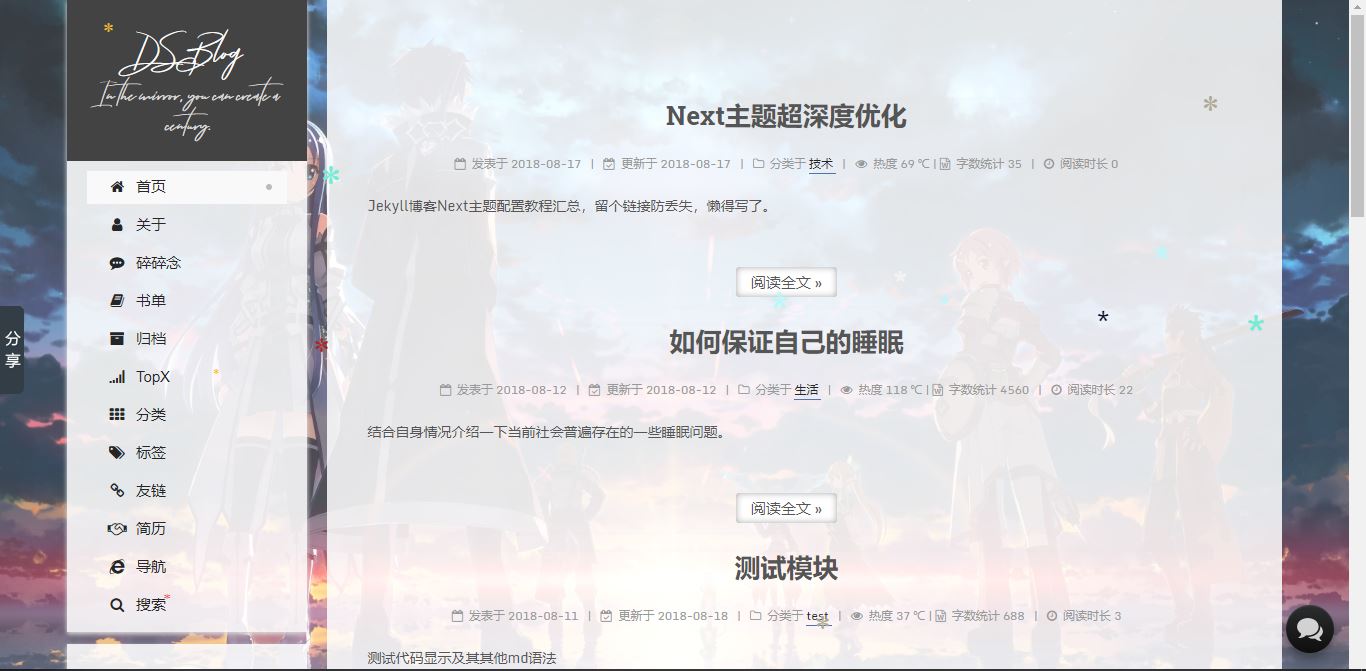 DSBlog
In the mirror, you can create a
century.
首页
关于
碎碎念
书单
归档
TopX
分类
标签
友链
简历
导航
搜索
分
享
Next主题超深度优化
发表于 2018-08-17 | 更新于 2018-08-17 | 分类于 技术 | 热度 69 ℃ | 字数统计 35 | 阅读时长 0
Jekyll博客Next主题配置教程汇总，留个链接防丢失，懒得写了。
阅读全文 »
如何保证自己的睡眠
发表于 2018-08-12 | 更新于 2018-08-12 | 分类于 生活 | 热度 118 ℃ | 字数统计 4560 | 阅读时长 22
结合自身情况介绍一下当前社会普遍存在的一些睡眠问题。
阅读全文 »
测试模块
发表于 2018-08-11 | 更新于 2018-08-18 | 分类于 test | 热度 37 ℃ | 字数统计 688 | 阅读时长 3
测试代码显示及其其他md语法